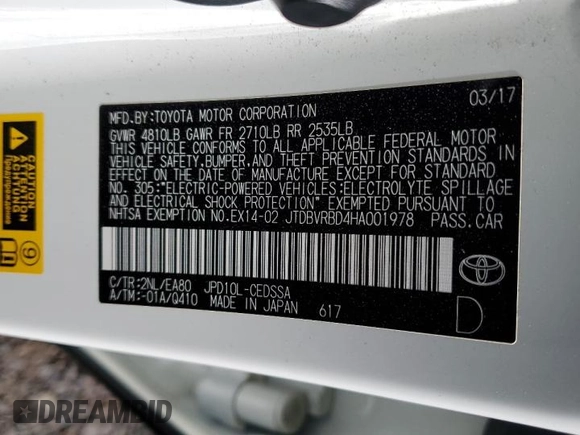 03/17
MFD.BY:TOYOTA MOTOR CORPORATION
GVWR 4810LB GAWR FR 2710LB RR 2535LB
THIS VEHICLE CONFORMS TO ALL APPLICABLE FEDERAL MOTOR
VEHICLE SAFETY,BUMPER,AND THEFT PREVENTION STANDARDS IN
EFFECT ON THE DATE OF MANUFACTURE EXCEPT FOR STANDARD
NO. 305:"ELECTRIC-POWERED VEHICLES:ELECTROLYTE SPILLAGE
AND ELECTRICAL SHOCK PROTECTION" EXEMPTED PURSUANT TO
NHTSA EXEMPTION NO.EX14-02 JTDBVRBD4HA001978 PASS.CAR
C/TR:2NL/EA80 JPD10L-CEDSSA
A/TM:-01A/Q410 MADE IN JAPAN 617
D
9
DREAMBID